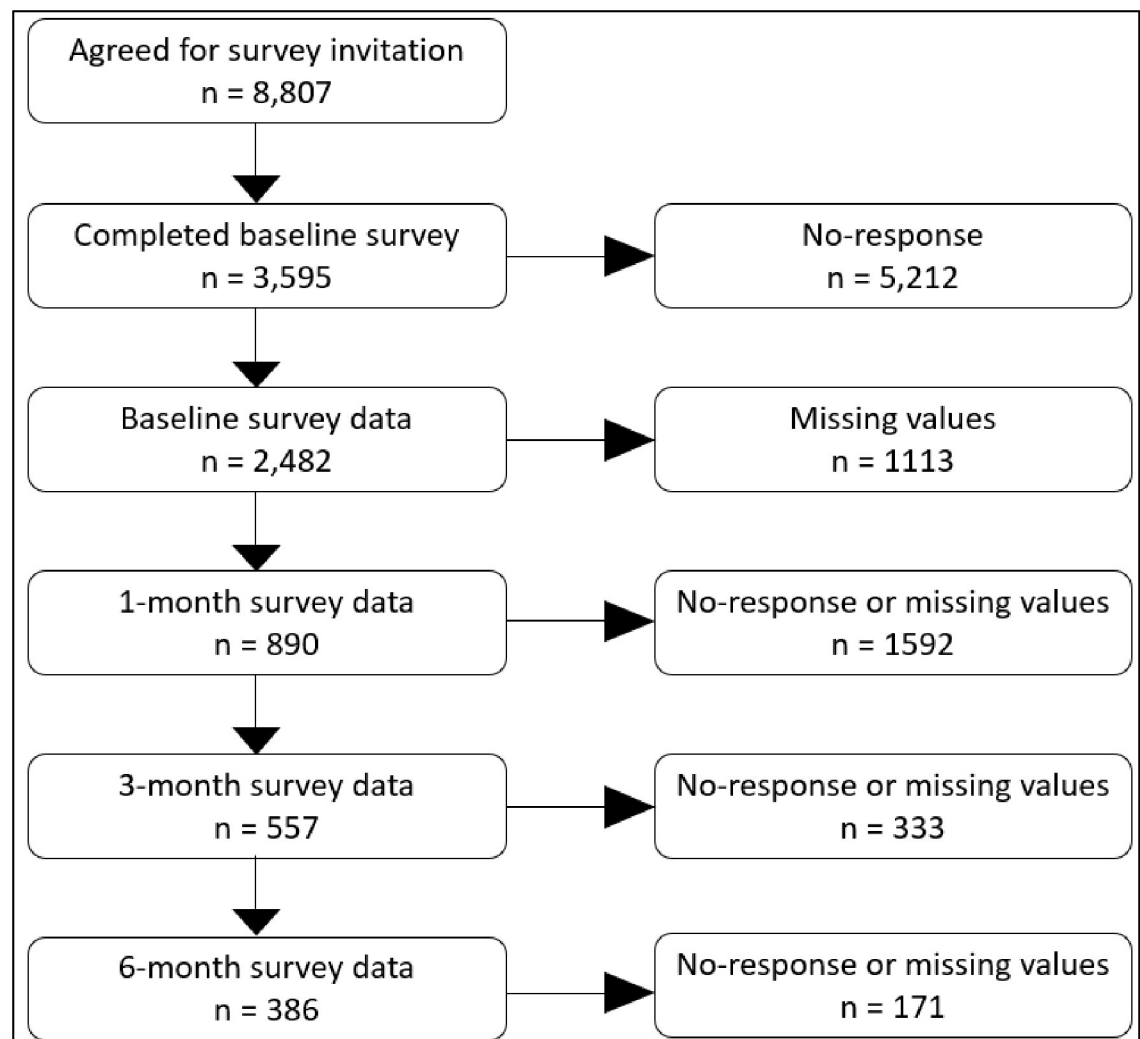 Agreed for survey invitation
n = 8,807
Completed baseline survey
n = 3,595
No-response
n = 5,212
Baseline survey data
n = 2,482
Missing values
n = 1113
1-month survey data
n = 890
No-response or missing values
n = 1592
3-month survey data
n = 557
No-response or missing values
n = 333
6-month survey data
n = 386
No-response or missing values
n = 171